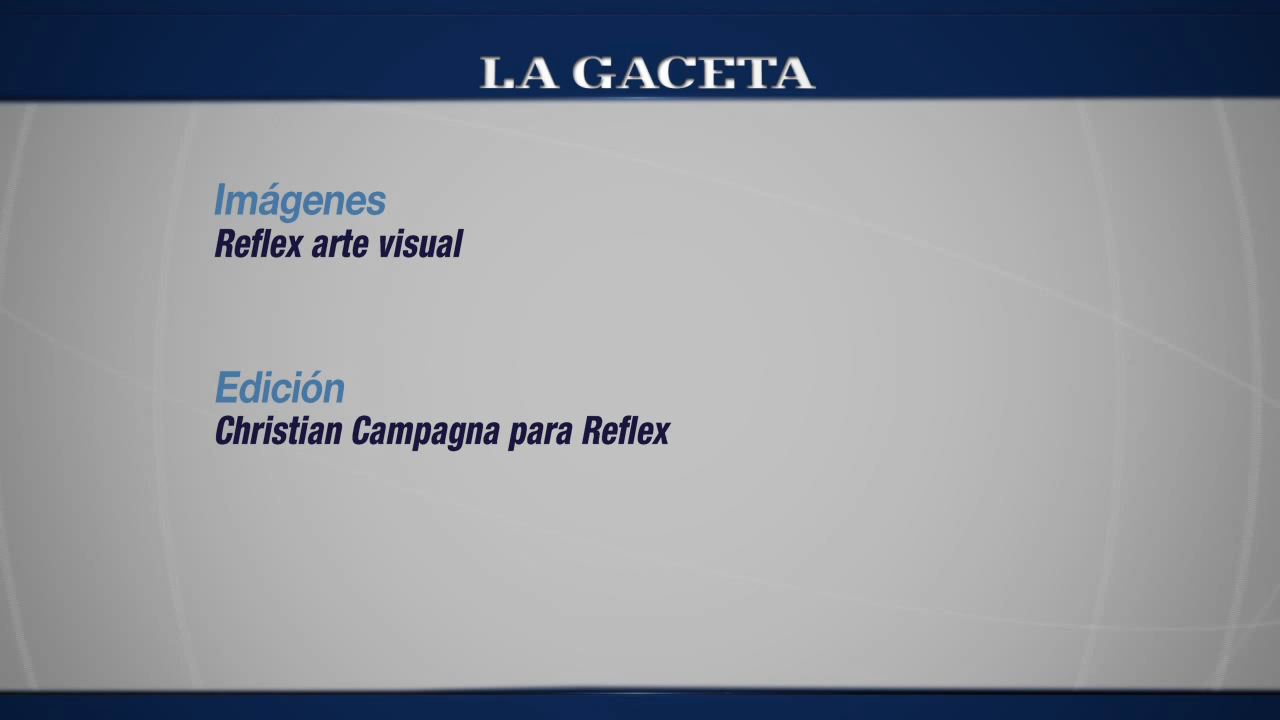 LA GACETA
Imágenes
Reflex arte visual
Edición
Christian Campagna para Reflex